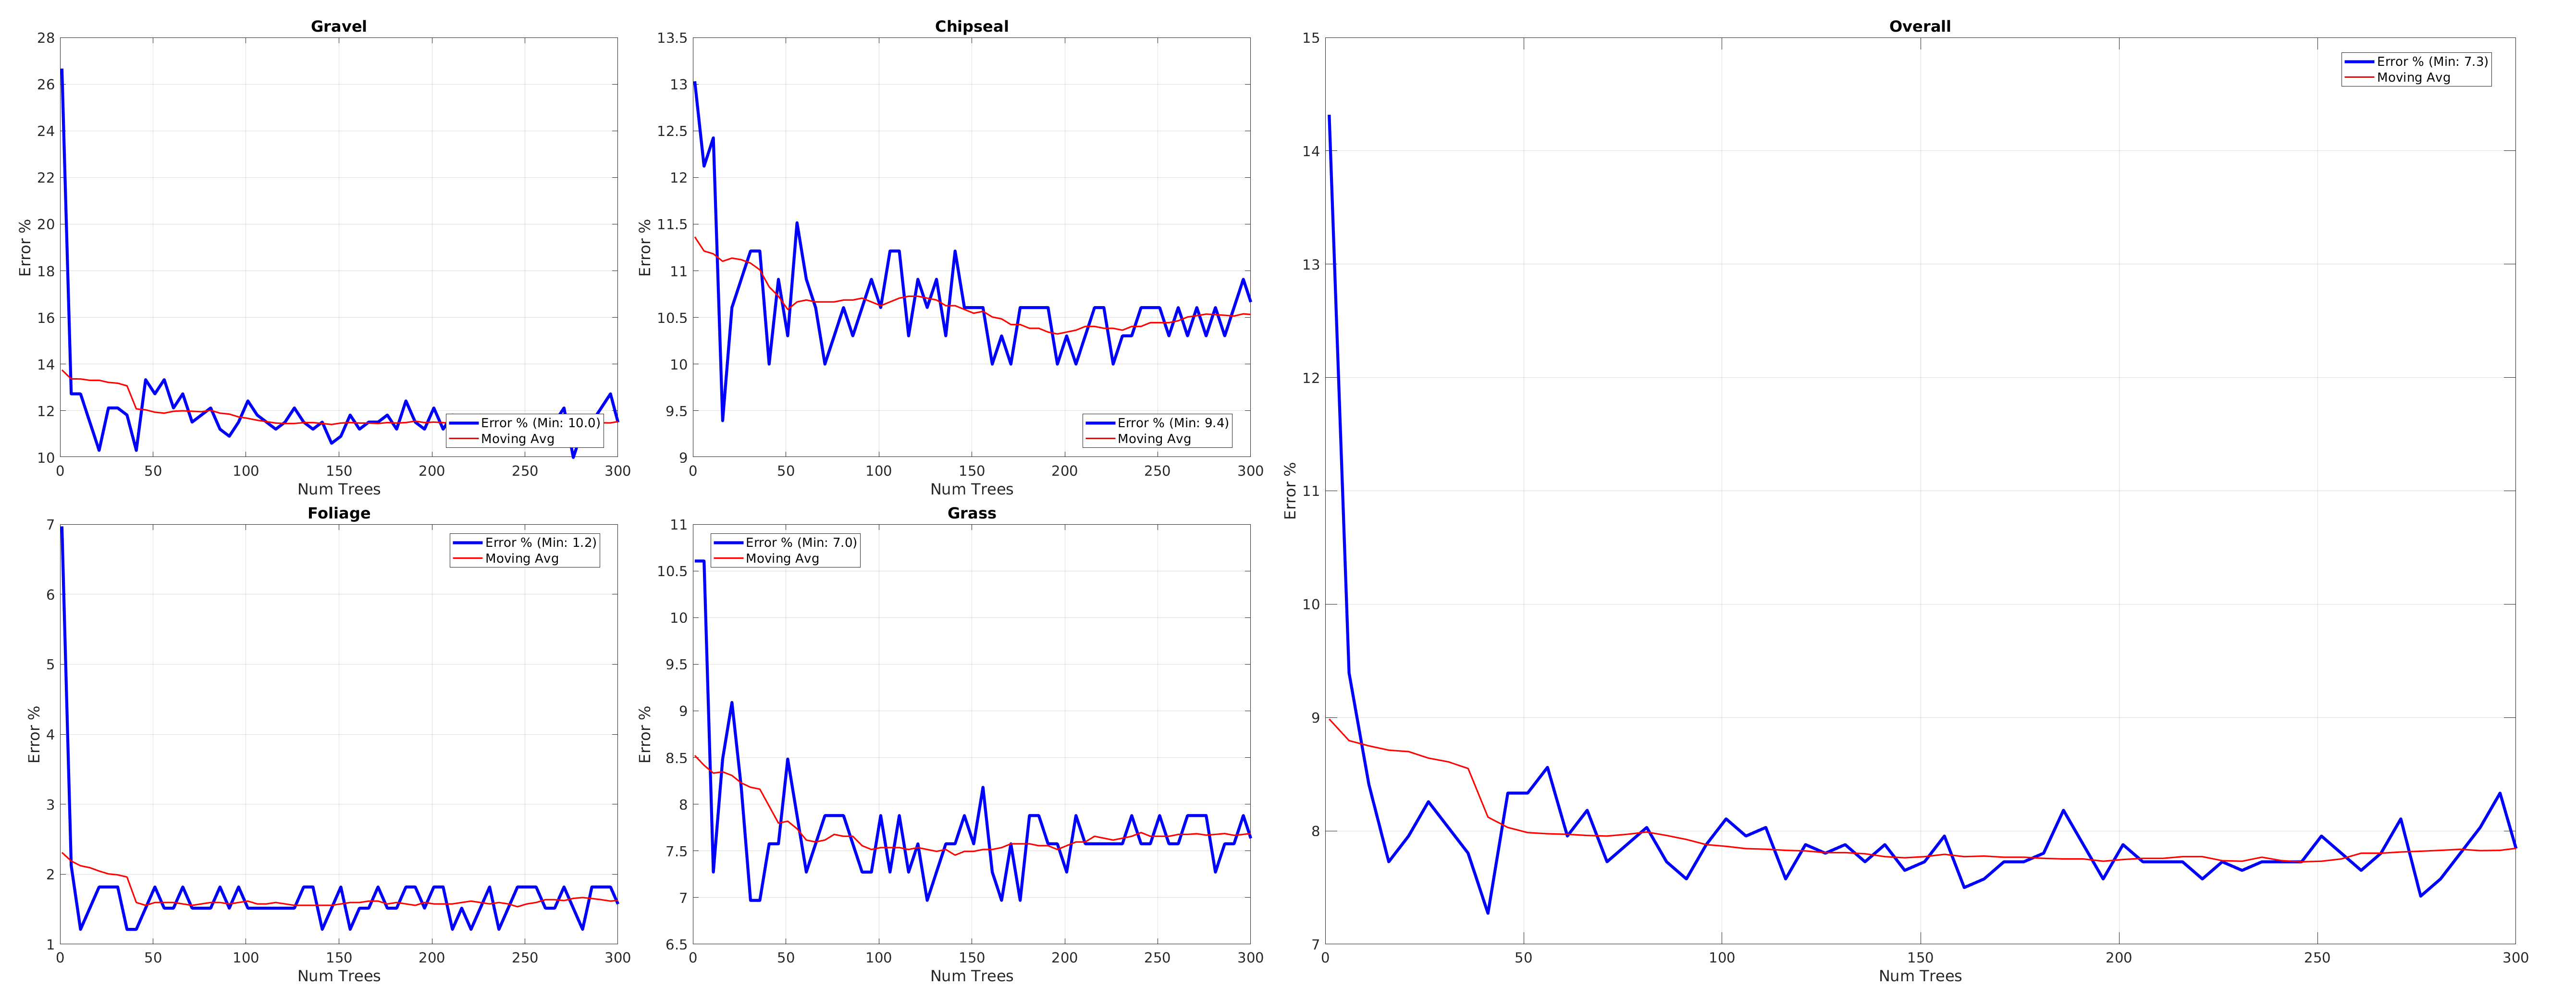 Gravel
Error %
28
26
24
22
20
18
16
14
12
10
Error % (Min: 10.0)
Moving Avg
0 50 100 150 200 250 300
Num Trees
Chipseal
Error %
13.5
13
12.5
12
11.5
11
10.5
10
9.5
9
Error % (Min: 9.4)
Moving Avg
0 50 100 150 200 250 300
Num Trees
Foliage
Error %
7
6
5
4
3
2
1
Error % (Min: 1.2)
Moving Avg
0 50 100 150 200 250 300
Num Trees
Grass
Error %
11
10.5
10
9.5
9
8.5
8
7.5
7
6.5
Error % (Min: 7.0)
Moving Avg
0 50 100 150 200 250 300
Num Trees
Overall
Error %
15
14
13
12
11
10
9
8
7
Error % (Min: 7.3)
Moving Avg
0 50 100 150 200 250 300
Num Trees